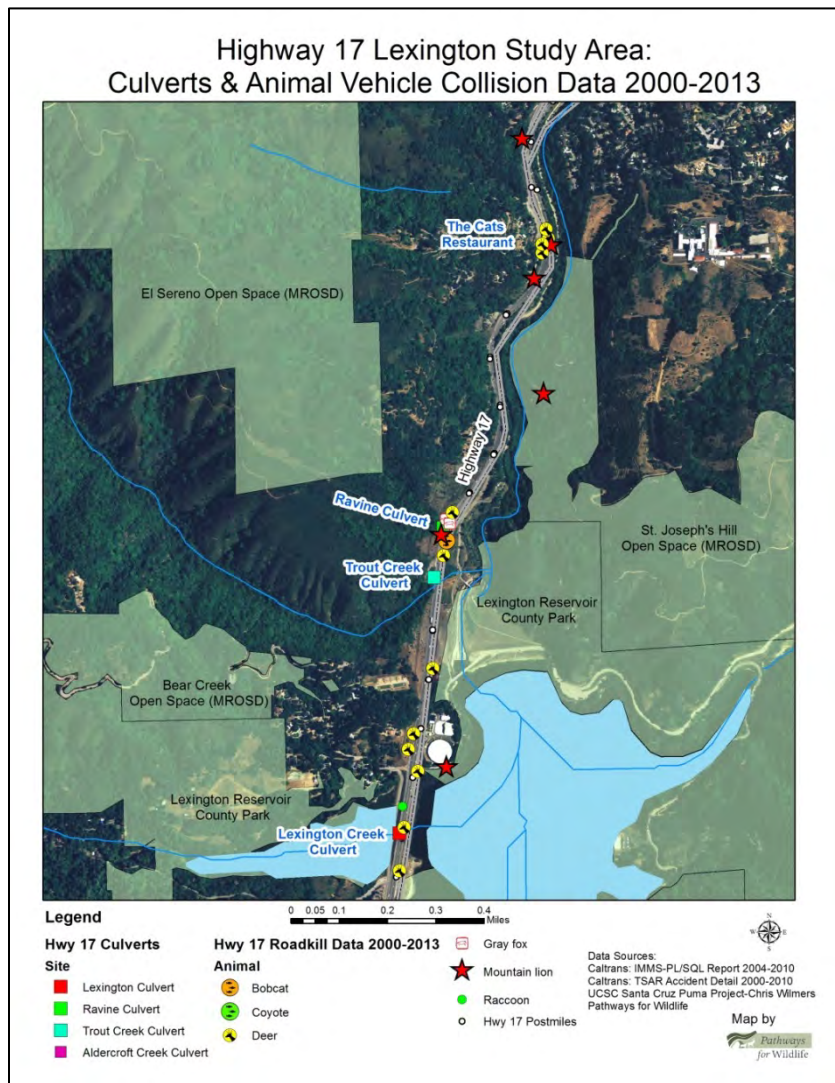 Highway 17 Lexington Study Area:
Culverts & Animal Vehicle Collision Data 2000-2013
The Cats
Restaurant
El Sereno Open Space (MROSD)
Highway 17
Ravine Culvert
St. Joseph's Hill
Open Space (MROSD)
Trout Creek
Culvert
Lexington Reservoir
County Park
Bear Creek
Open Space (MROSD)
Lexington Reservoir
County Park
Lexington Creek
Culvert
0 0.05 0.1 0.2 0.3 0.4
Miles
N
W E
S
Legend
Hwy 17 Culverts
Site
Lexington Culvert
Ravine Culvert
Trout Creek Culvert
Aldercroft Creek Culvert
Hwy 17 Roadkill Data 2000-2013
Animal
Bobcat
Coyote
Deer
Gray fox
Mountain lion
Raccoon
Hwy 17 Postmiles
Data Sources:
Caltrans: IMMS-PL/SQL Report 2004-2010
Caltrans: TSAR Accident Detail 2000-2010
UCSC Santa Cruz Puma Project-Chris Wilmers
Pathways for Wildlife
Map by
Pathways
for Wildlife